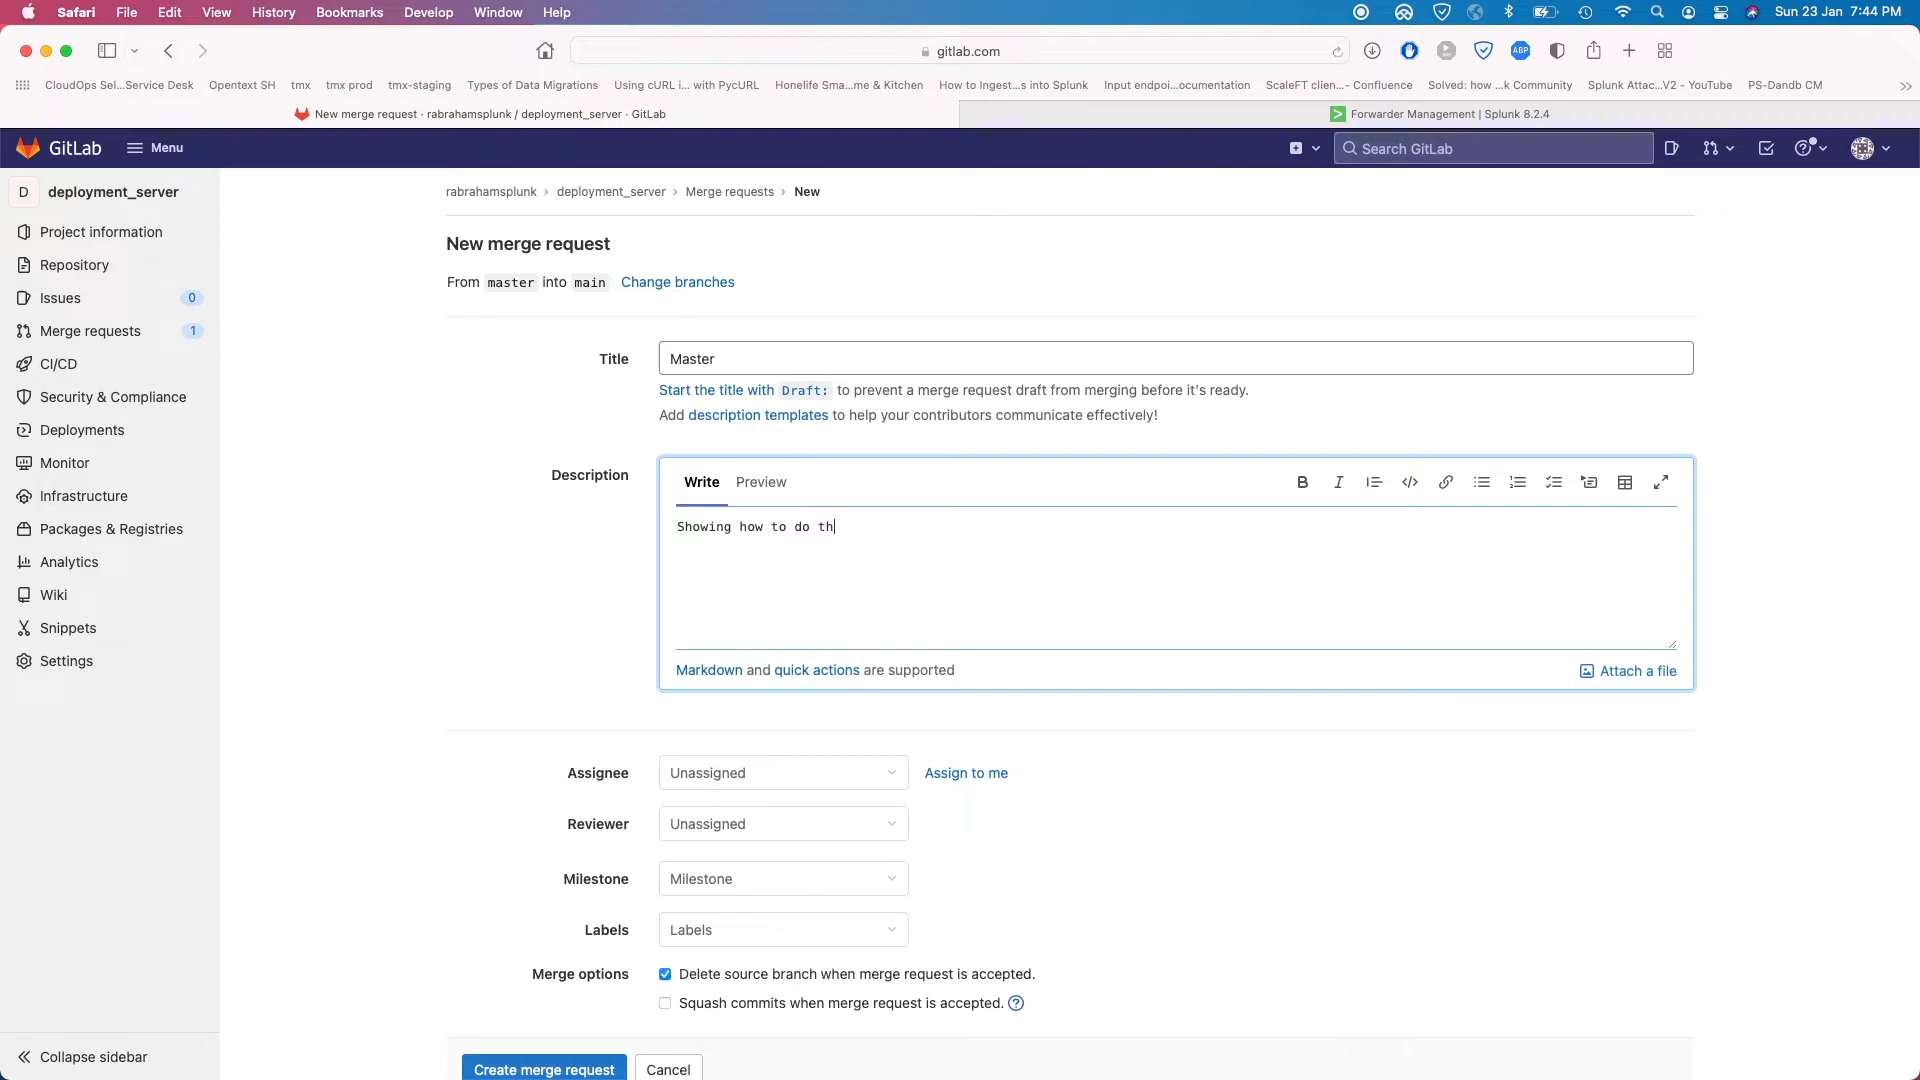 Safari File Edit View History Bookmarks Develop Window Help
Sun 23 Jan 7:44 PM
gitlab.com
ABP
CloudOps Sel...Service Desk Opentext SH tmx tmx prod tmx-staging Types of Data Migrations Using cURL i... with PycURL Honelife Sma...me & Kitchen How to Ingest...s into Splunk Input endpoi...ocumentation ScaleFT clien...- Confluence Solved: how ...k Community Splunk Attac...V2 - YouTube PS-Dandb CM
New merge request · rabrahamsplunk / deployment_server · GitLab
Forwarder Management | Splunk 8.2.4
GitLab Menu
Search GitLab
D deployment_server
Project information
Repository
Issues 0
Merge requests 1
CI/CD
Security & Compliance
Deployments
Monitor
Infrastructure
Packages & Registries
Analytics
Wiki
Snippets
Settings
Collapse sidebar
rabrahamsplunk › deployment_server › Merge requests › New
New merge request
From master into main Change branches
Title
Master
Start the title with Draft: to prevent a merge request draft from merging before it's ready.
Add description templates to help your contributors communicate effectively!
Description
Write Preview
Showing how to do th
Markdown and quick actions are supported
Attach a file
Assignee Unassigned Assign to me
Reviewer Unassigned
Milestone Milestone
Labels Labels
Merge options Delete source branch when merge request is accepted.
Squash commits when merge request is accepted.
Create merge request Cancel